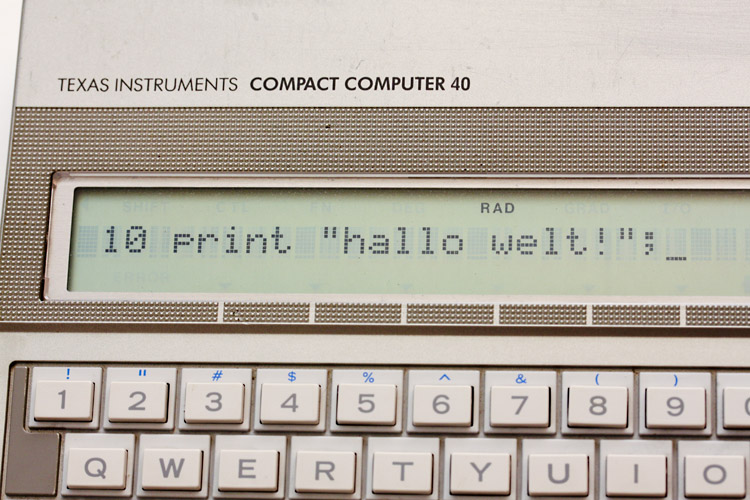 TEXAS INSTRUMENTS COMPACT COMPUTER 40
RAD
10 print "hallo welt!";_
! " # $ % ^ & ( )
1 2 3 4 5 6 7 8 9
Q W E R T Y U I O